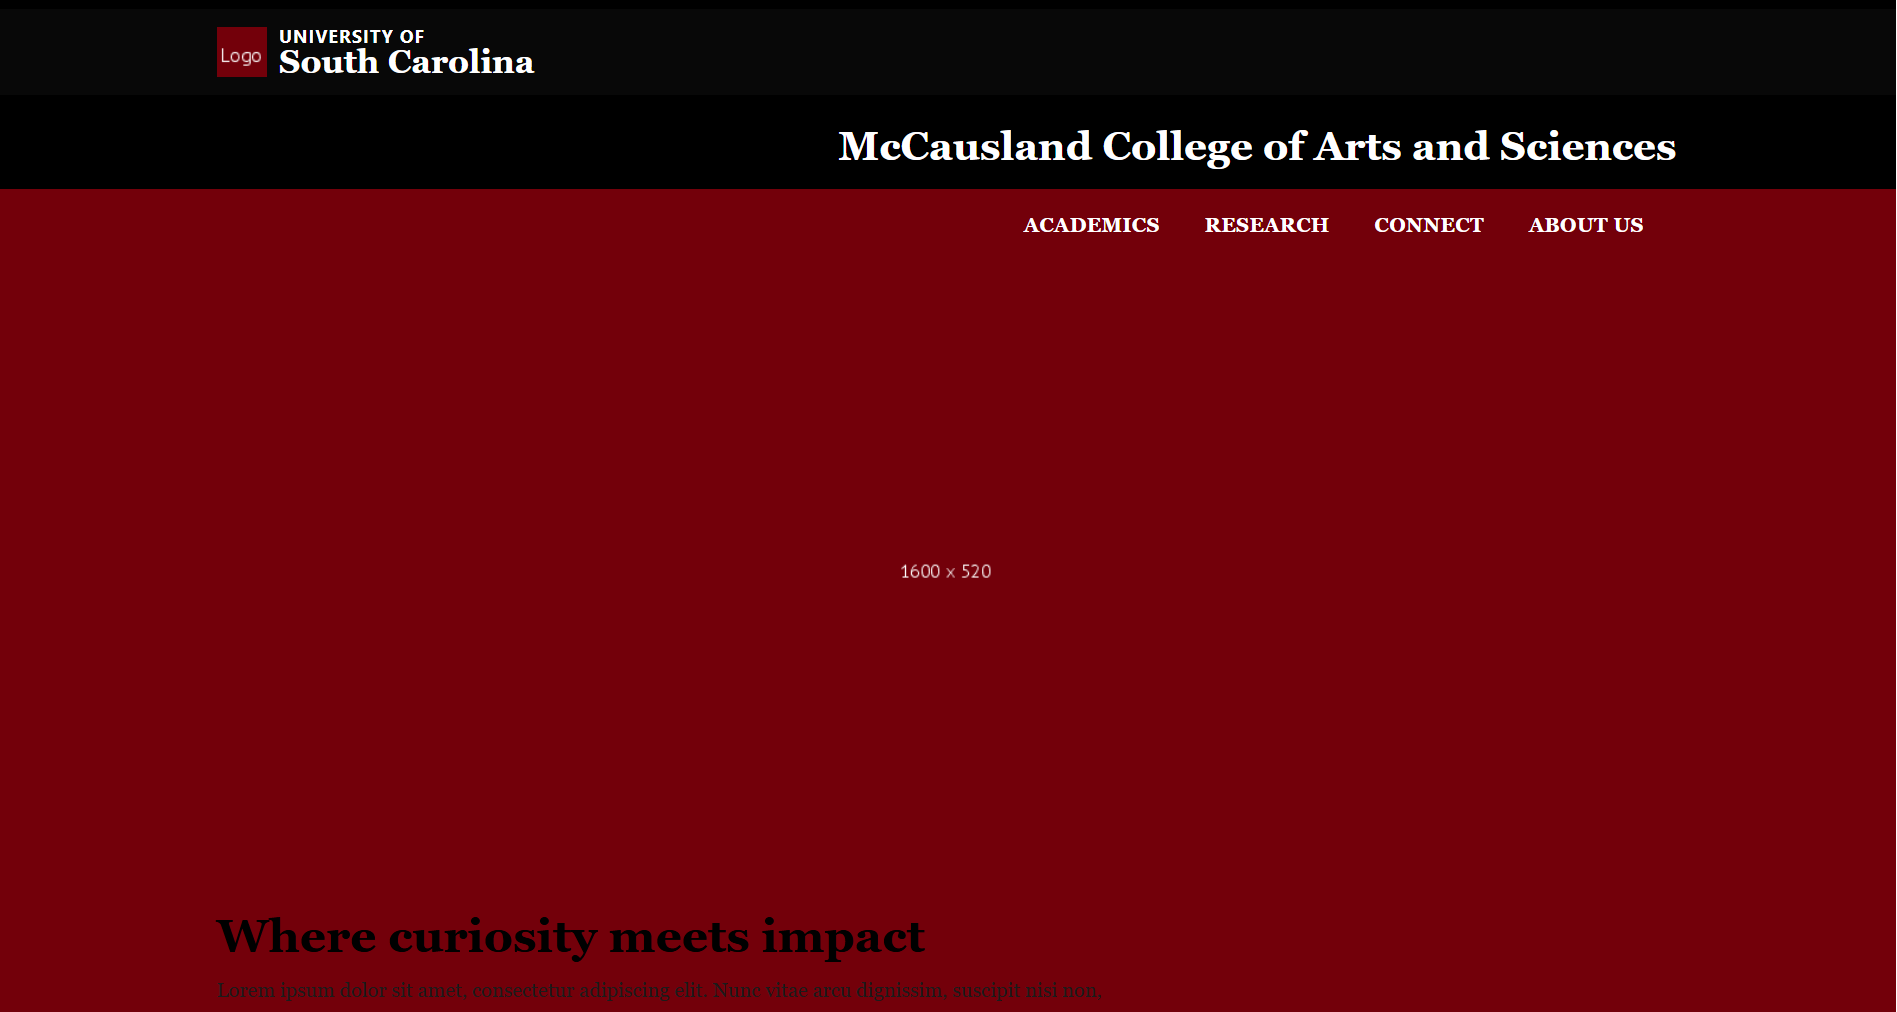 Logo
UNIVERSITY OF
South Carolina
McCausland College of Arts and Sciences
ACADEMICS RESEARCH CONNECT ABOUT US
1600 x 520
Where curiosity meets impact
Lorem ipsum dolor sit amet, consectetur adipiscing elit. Nunc vitae arcu dignissim, suscipit nisi non,